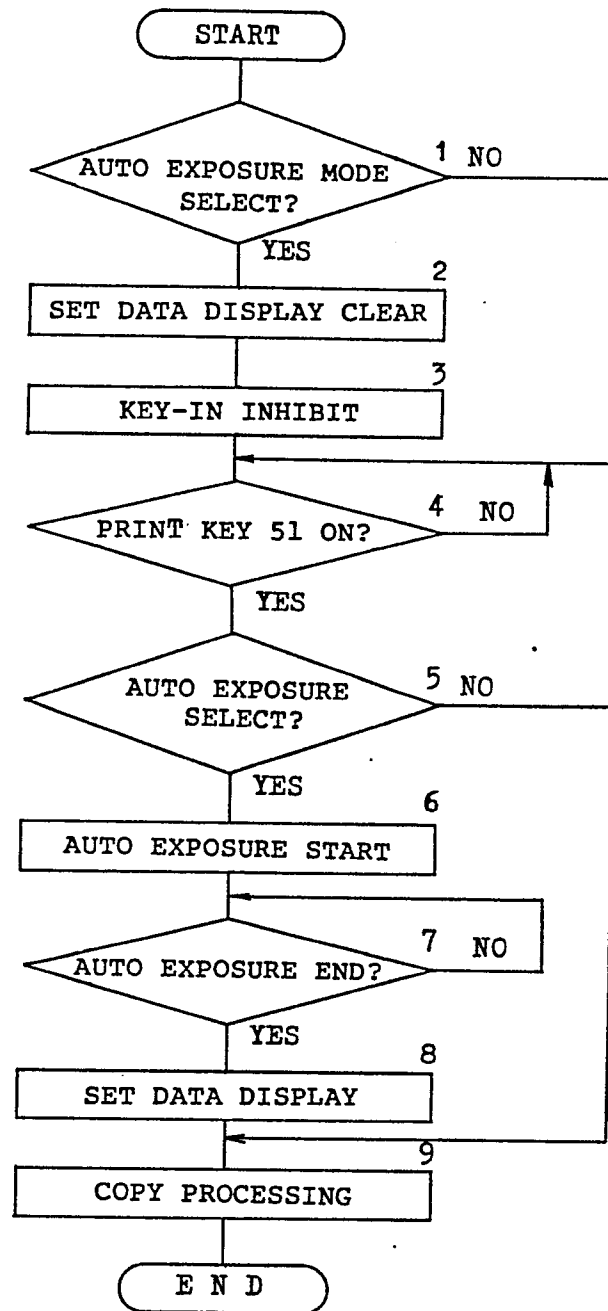 START
1 NO
AUTO EXPOSURE MODE
SELECT?
YES
2
SET DATA DISPLAY CLEAR
3
KEY-IN INHIBIT
4 NO
PRINT KEY 51 ON?
YES
5 NO
AUTO EXPOSURE
SELECT?
YES
6
AUTO EXPOSURE START
7 NO
AUTO EXPOSURE END?
YES
8
SET DATA DISPLAY
9
COPY PROCESSING
E N D